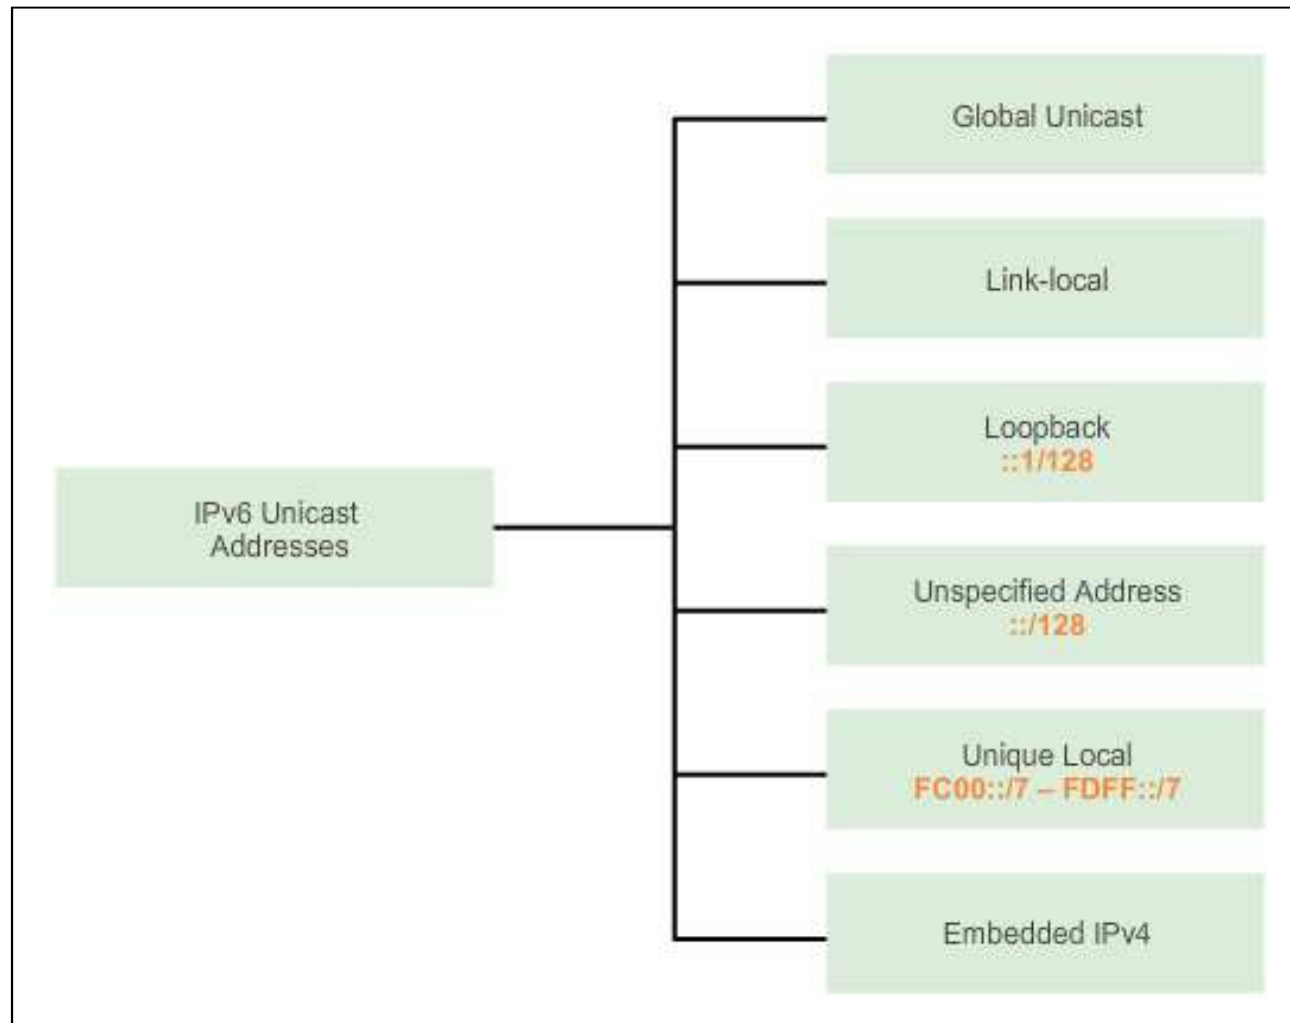 Global Unicast
Link-local
Loopback
::1/128
IPv6 Unicast
Addresses
Unspecified Address
::/128
Unique Local
FC00::/7 – FDFF::/7
Embedded IPv4